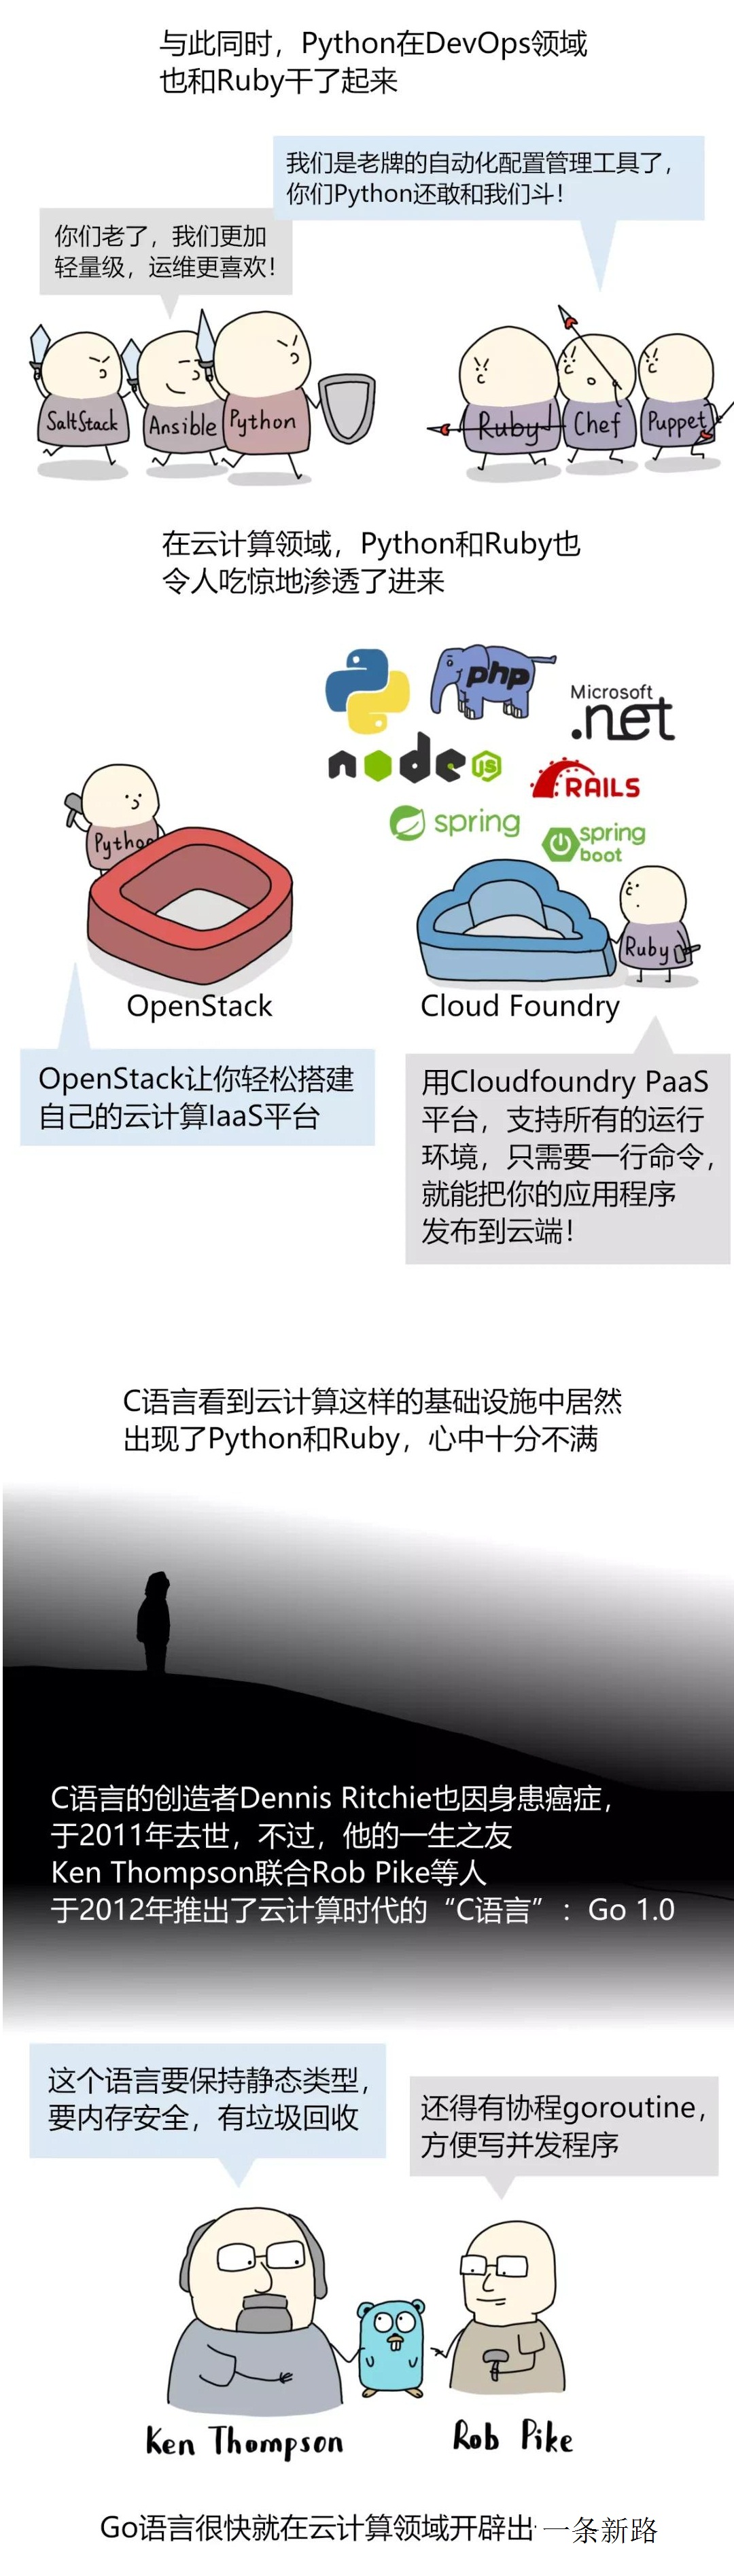 与此同时，Python在DevOps领域
也和Ruby干了起来
我们是老牌的自动化配置管理工具了，
你们Python还敢和我们斗！
你们老了，我们更加
轻量级，运维更喜欢！
SaltStack
Ansible
Python
Ruby
Chef
Puppet
在云计算领域，Python和Ruby也
令人吃惊地渗透了进来
php
Microsoft
.net
node
JS
RAILS
spring
spring
boot
Python
Ruby
OpenStack
Cloud Foundry
OpenStack让你轻松搭建
自己的云计算IaaS平台
用Cloudfoundry PaaS
平台，支持所有的运行
环境，只需要一行命令，
就能把你的应用程序
发布到云端！
C语言看到云计算这样的基础设施中居然
出现了Python和Ruby，心中十分不满
C语言的创造者Dennis Ritchie也因身患癌症，
于2011年去世，不过，他的一生之友
Ken Thompson联合Rob Pike等人
于2012年推出了云计算时代的“C语言”：Go 1.0
这个语言要保持静态类型，
要内存安全，有垃圾回收
还得有协程goroutine，
方便写并发程序
Ken Thompson
Rob Pike
Go语言很快就在云计算领域开辟出一条新路